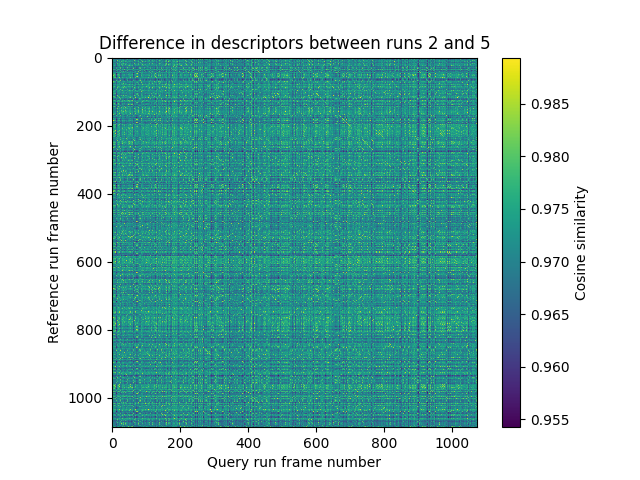 Difference in descriptors between runs 2 and 5
Reference run frame number
0
200
400
600
800
1000
0 200 400 600 800 1000
Query run frame number
0.985
0.980
0.975
0.970
0.965
0.960
0.955
Cosine similarity